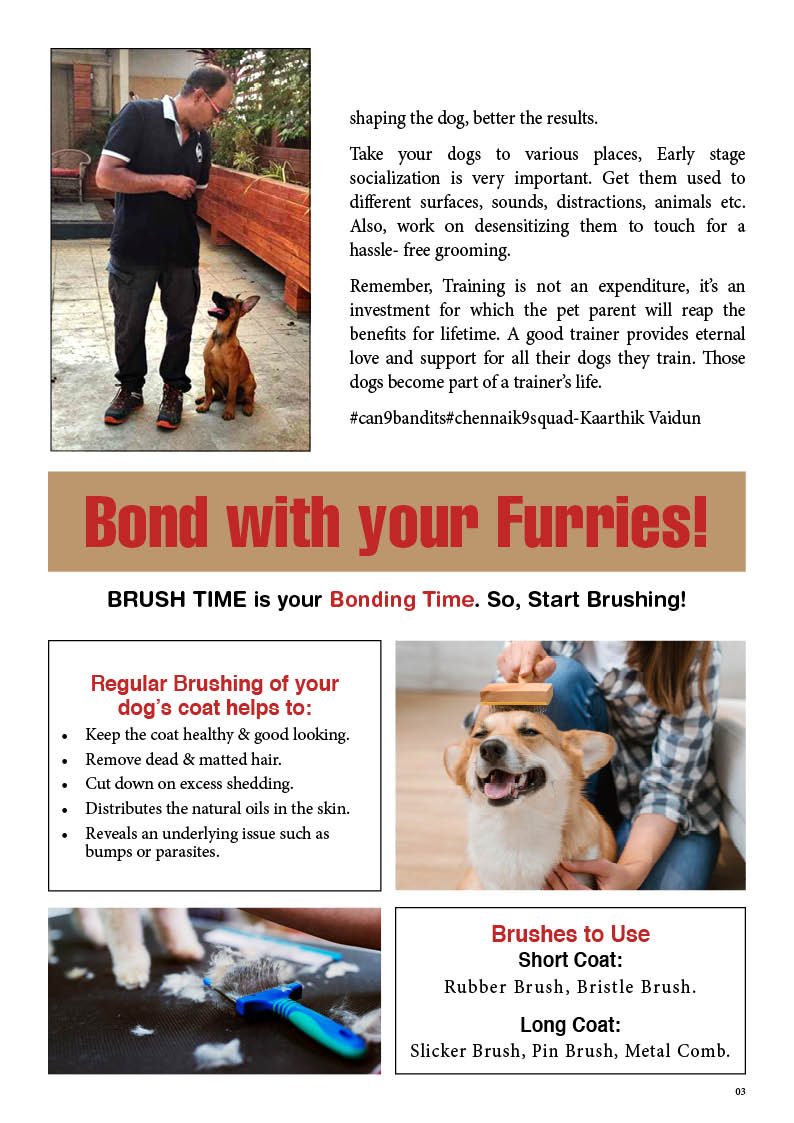 shaping the dog, better the results.
Take your dogs to various places, Early stage
socialization is very important. Get them used to
different surfaces, sounds, distractions, animals etc.
Also, work on desensitizing them to touch for a
hassle- free grooming.
Remember, Training is not an expenditure, it's an
investment for which the pet parent will reap the
benefits for lifetime. A good trainer provides eternal
love and support for all their dogs they train. Those
dogs become part of a trainer's life.
#can9bandits#chennaik9squad-Kaarthik Vaidun
Bond with your Furries!
BRUSH TIME is your Bonding Time. So, Start Brushing!
Regular Brushing of your
dog's coat helps to:
• Keep the coat healthy & good looking.
• Remove dead & matted hair.
• Cut down on excess shedding.
• Distributes the natural oils in the skin.
• Reveals an underlying issue such as
bumps or parasites.
Brushes to Use
Short Coat:
Rubber Brush, Bristle Brush.
Long Coat:
Slicker Brush, Pin Brush, Metal Comb.
03